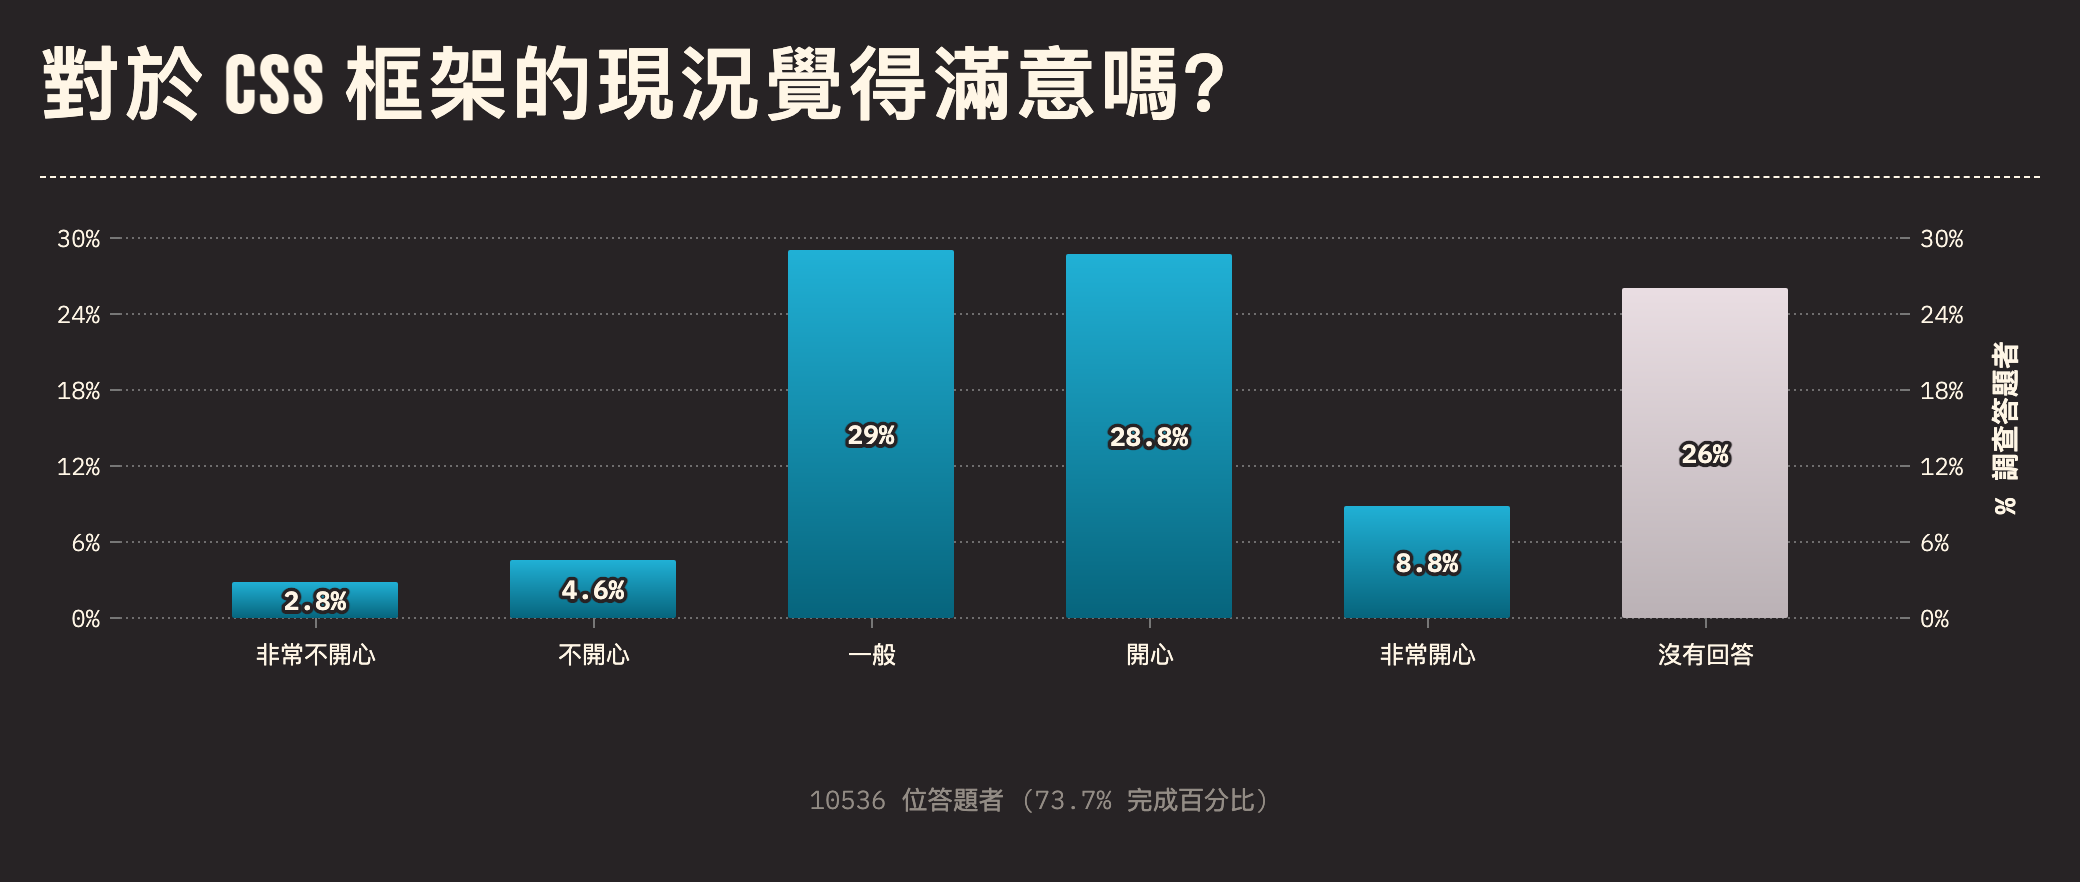 對於 CSS 框架的現況覺得滿意嗎?
30%
24%
18%
12%
6%
0%
29%
28.8%
26%
8.8%
4.6%
2.8%
30%
24%
18%
12%
6%
0%
% 調查答題者
非常不開心
不開心
一般
開心
非常開心
沒有回答
10536 位答題者 (73.7% 完成百分比)